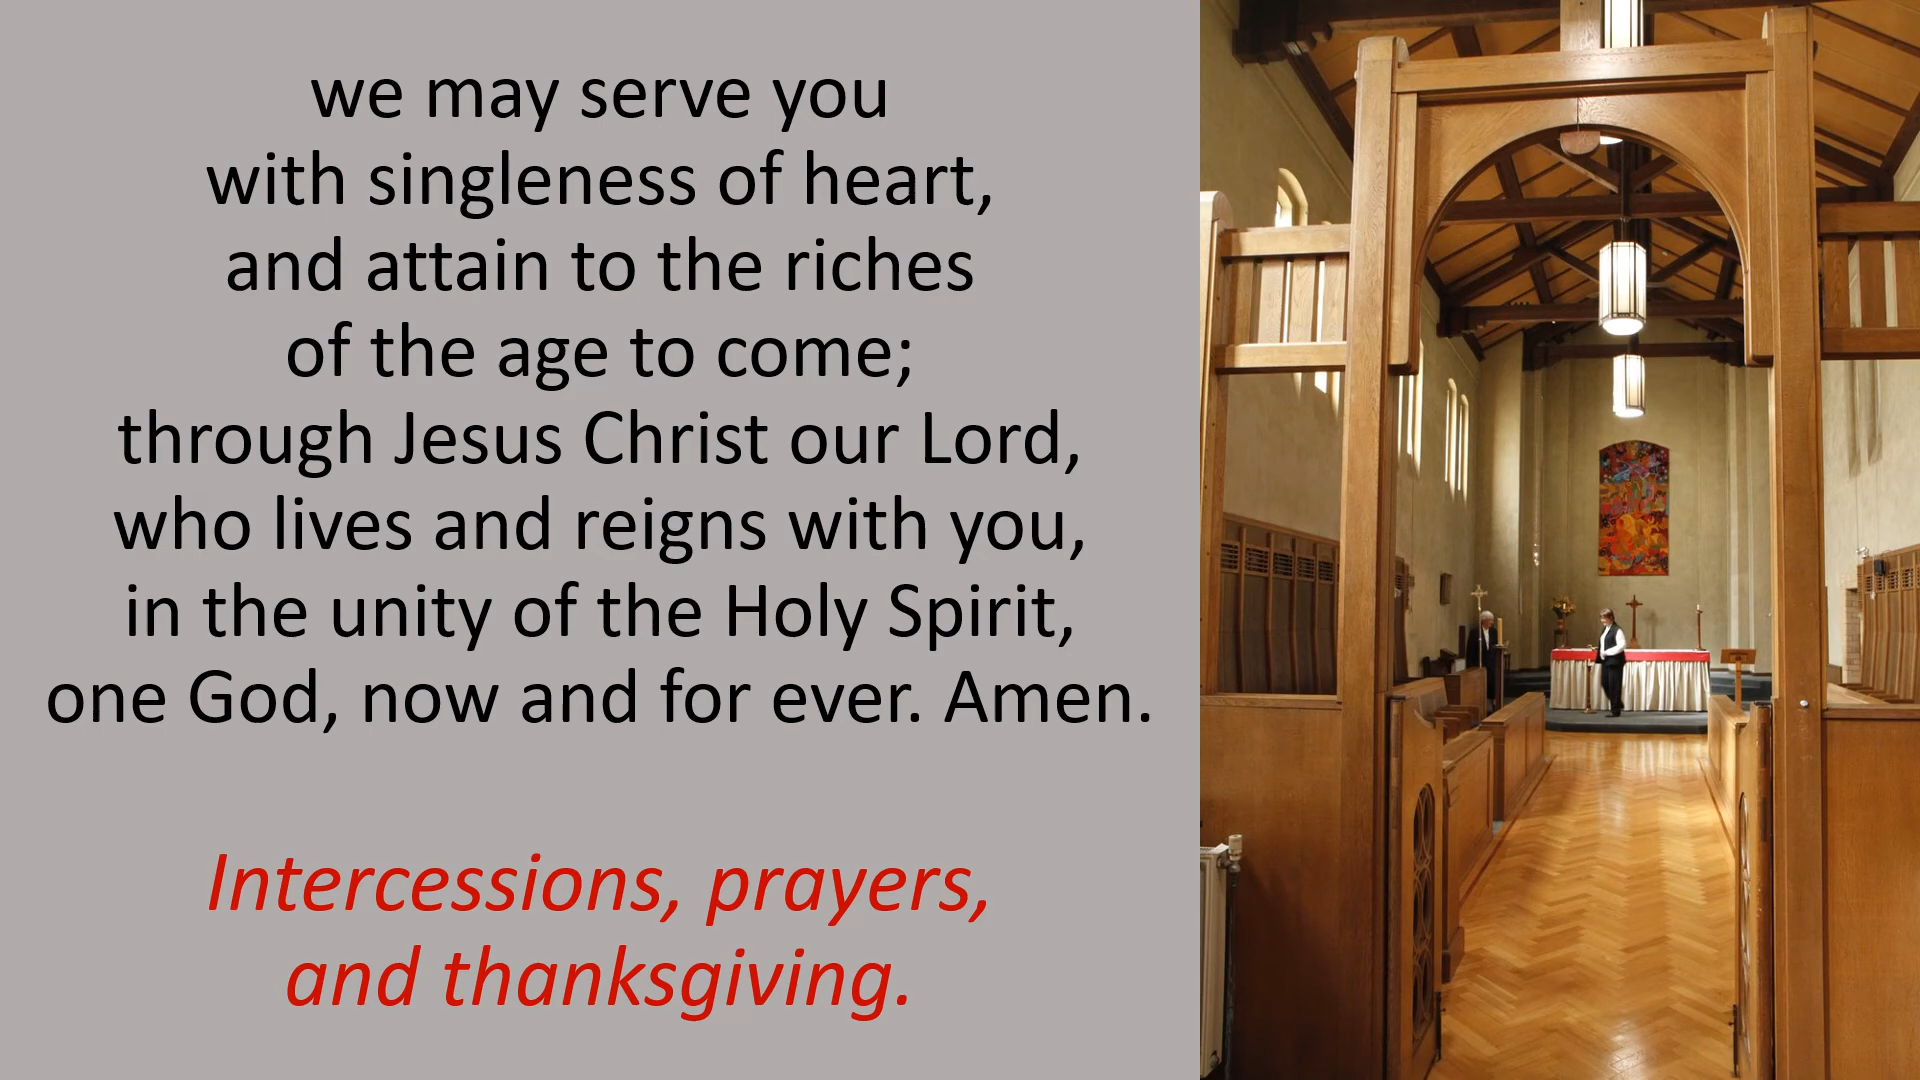 we may serve you
with singleness of heart,
and attain to the riches
of the age to come;
through Jesus Christ our Lord,
who lives and reigns with you,
in the unity of the Holy Spirit,
one God, now and for ever. Amen.
Intercessions, prayers,
and thanksgiving.